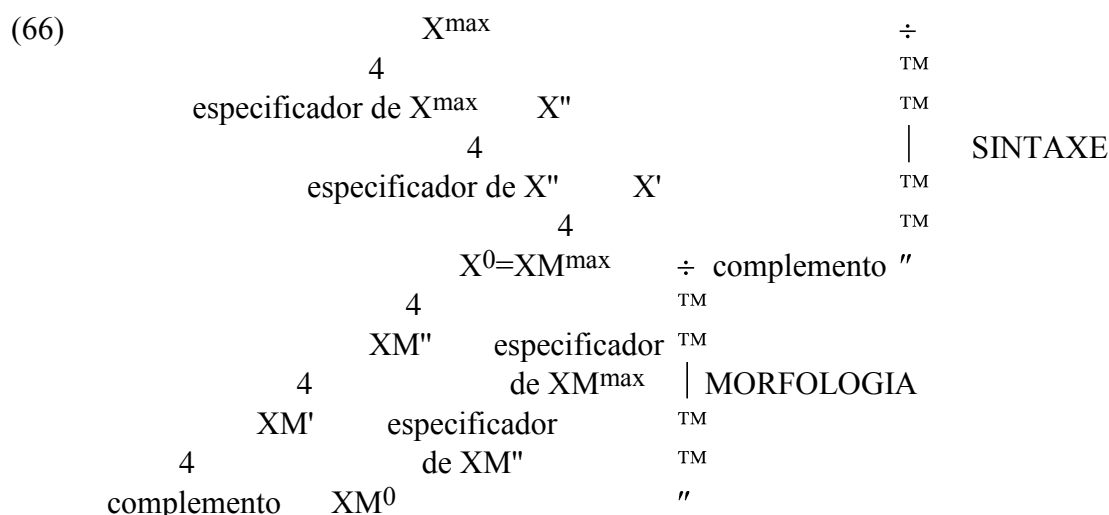 (66) Xmax ÷
4 ™
especificador de Xmax X" ™
4 | SINTAXE
especificador de X" X' ™
4 ™
X0=XMmax ÷ complemento ″
4 ™
XM" especificador ™
4 de XMmax | MORFOLOGIA
XM' especificador ™
4 de XM" ™
complemento XM0 ″